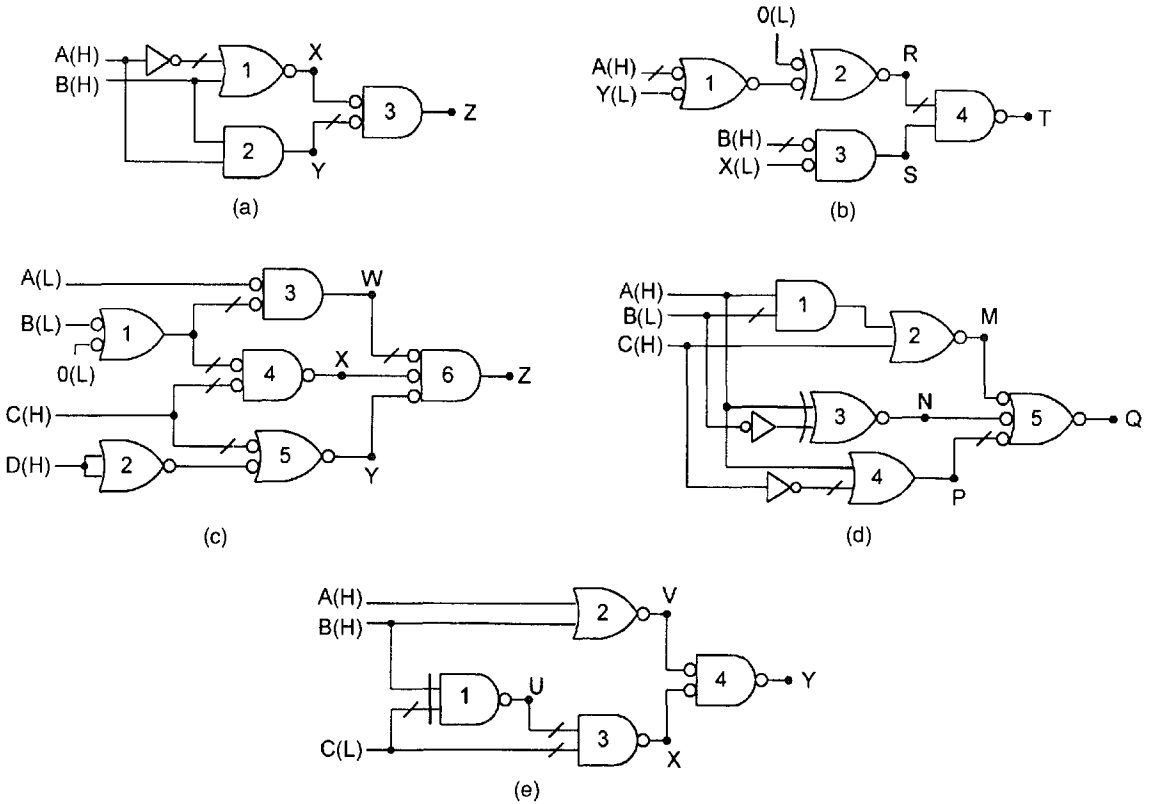 A(H)
B(H)
1
X
2
Y
3
Z
(a)
0(L)
A(H)
Y(L)
1
2
R
B(H)
X(L)
3
S
4
T
(b)
A(L)
B(L)
0(L)
1
3
W
4
X
C(H)
D(H)
2
5
Y
6
Z
(c)
A(H)
B(L)
C(H)
1
2
M
3
N
4
P
5
Q
(d)
A(H)
B(H)
2
V
1
U
C(L)
3
X
4
Y
(e)